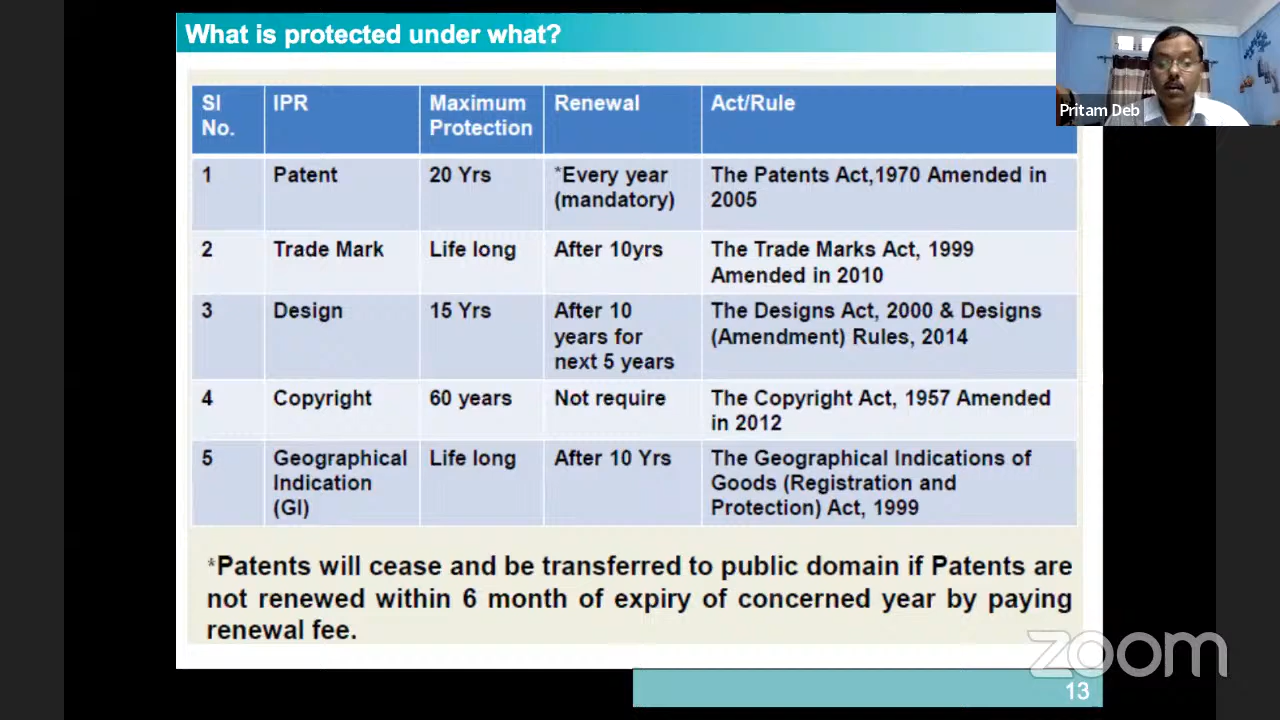 What is protected under what?
Pritam Deb
Sl No. IPR Maximum Protection Renewal Act/Rule
1 Patent 20 Yrs *Every year (mandatory) The Patents Act,1970 Amended in 2005
2 Trade Mark Life long After 10yrs The Trade Marks Act, 1999 Amended in 2010
3 Design 15 Yrs After 10 years for next 5 years The Designs Act, 2000 & Designs (Amendment) Rules, 2014
4 Copyright 60 years Not require The Copyright Act, 1957 Amended in 2012
5 Geographical Indication (GI) Life long After 10 Yrs The Geographical Indications of Goods (Registration and Protection) Act, 1999
*Patents will cease and be transferred to public domain if Patents are
not renewed within 6 month of expiry of concerned year by paying
renewal fee.
zoom
13